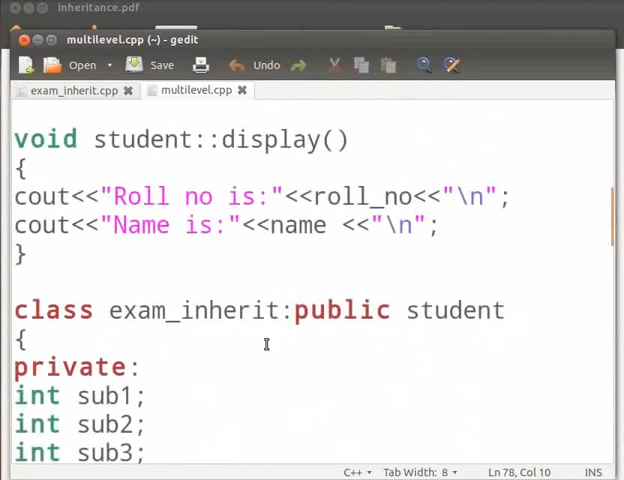 inheritance.pdf
multilevel.cpp (~) - gedit
Open Save Undo
exam_inherit.cpp multilevel.cpp
void student::display()
{
cout<<"Roll no is:"<<roll_no<<"\n";
cout<<"Name is:"<<name <<"\n";
}
class exam_inherit:public student
{
private:
int sub1;
int sub2;
int sub3;
C++ Tab Width: 8 Ln 78, Col 10 INS